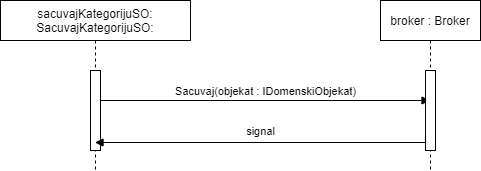 sacuvajKategorijuSO:
SacuvajKategorijuSO:
broker : Broker
Sacuvaj(objekat : IDomenskiObjekat)
signal